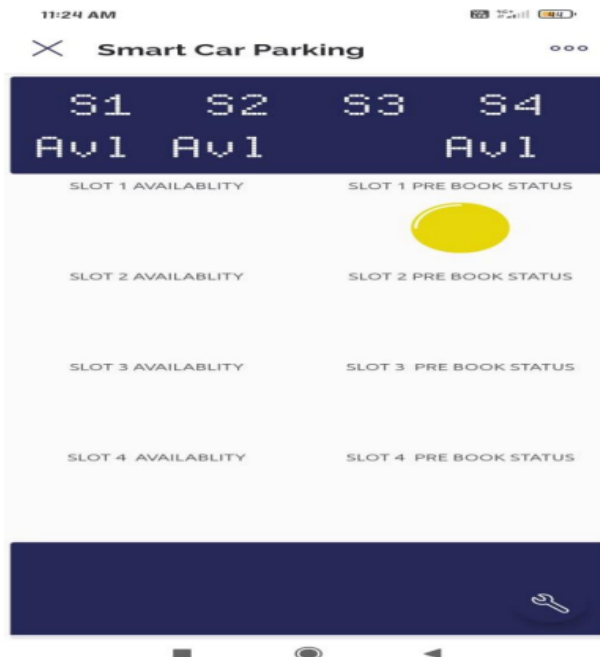 11:24 AM 44
Smart Car Parking
S1 S2 S3 S4
Avl Avl Avl
SLOT 1 AVAILABLITY SLOT 1 PRE BOOK STATUS
SLOT 2 AVAILABLITY SLOT 2 PRE BOOK STATUS
SLOT 3 AVAILABLITY SLOT 3 PRE BOOK STATUS
SLOT 4 AVAILABLITY SLOT 4 PRE BOOK STATUS